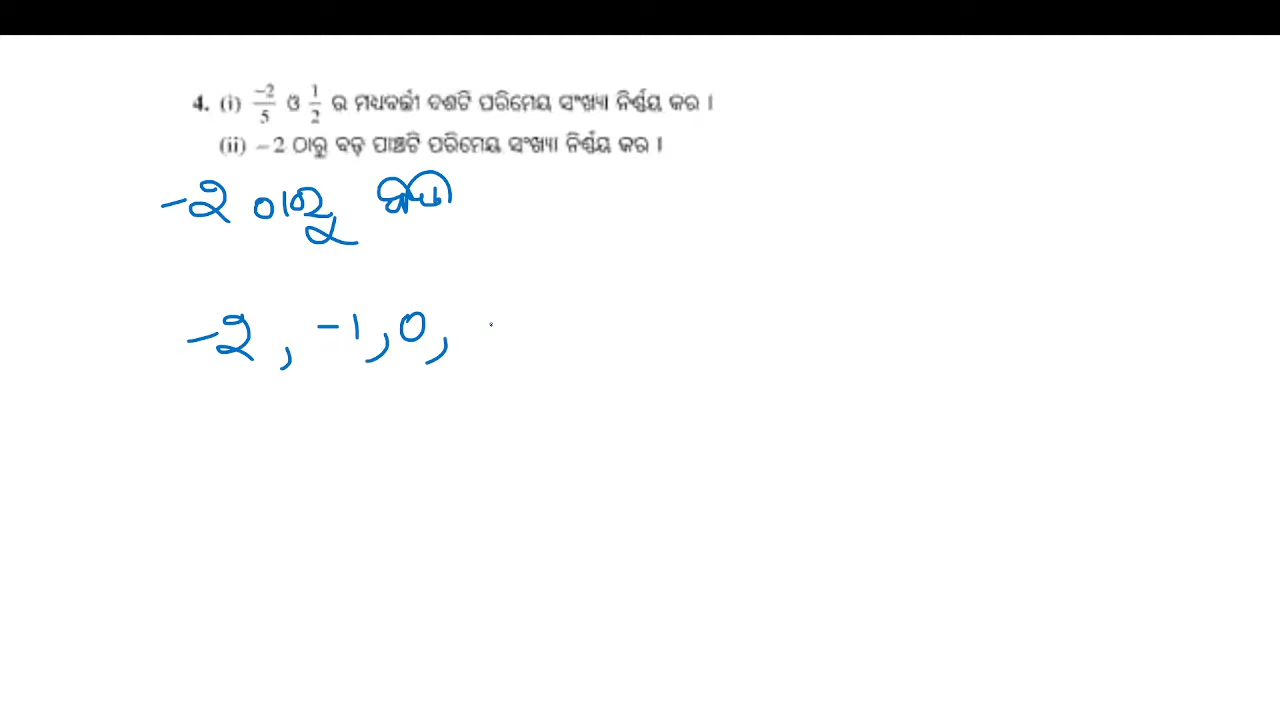 4. (i) -2/5 ଓ 1/2 ର ମଧ୍ୟବର୍ତ୍ତୀ ଦଶଟି ପରିମେୟ ସଂଖ୍ୟା ନିର୍ଣ୍ଣୟ କର ।
(ii) – 2 ଠାରୁ ବଡ଼ ପାଞ୍ଚଟି ପରିମେୟ ସଂଖ୍ୟା ନିର୍ଣ୍ଣୟ କର ।
-2 ଠାରୁ
-2, -1, 0,